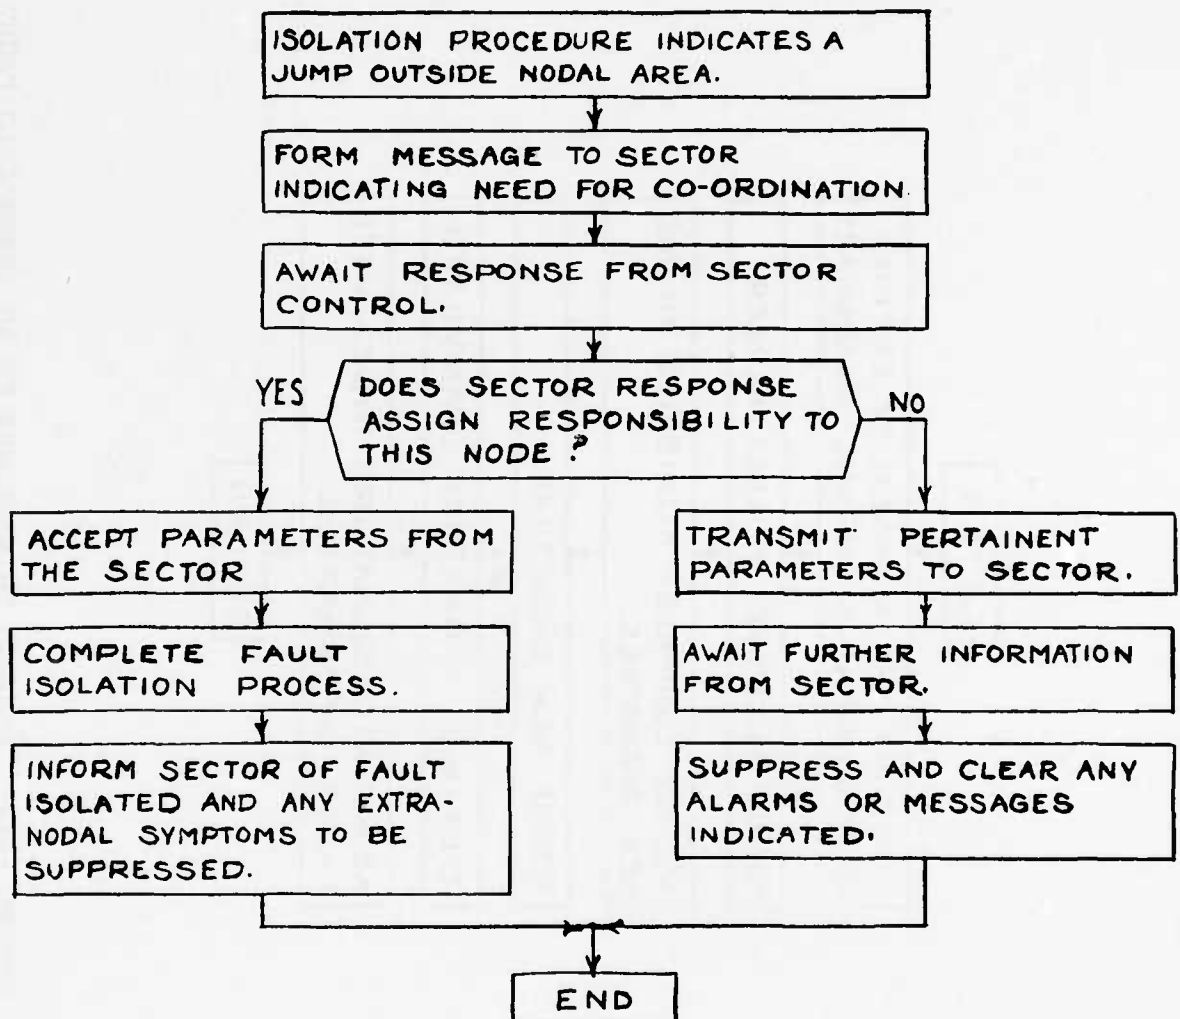 ISOLATION PROCEDURE INDICATES A
JUMP OUTSIDE NODAL AREA.
FORM MESSAGE TO SECTOR
INDICATING NEED FOR CO-ORDINATION.
AWAIT RESPONSE FROM SECTOR
CONTROL.
DOES SECTOR RESPONSE
ASSIGN RESPONSIBILITY TO
THIS NODE ?
YES
NO
ACCEPT PARAMETERS FROM
THE SECTOR
COMPLETE FAULT
ISOLATION PROCESS.
INFORM SECTOR OF FAULT
ISOLATED AND ANY EXTRA-
NODAL SYMPTOMS TO BE
SUPPRESSED.
TRANSMIT PERTAINENT
PARAMETERS TO SECTOR.
AWAIT FURTHER INFORMATION
FROM SECTOR.
SUPPRESS AND CLEAR ANY
ALARMS OR MESSAGES
INDICATED.
END